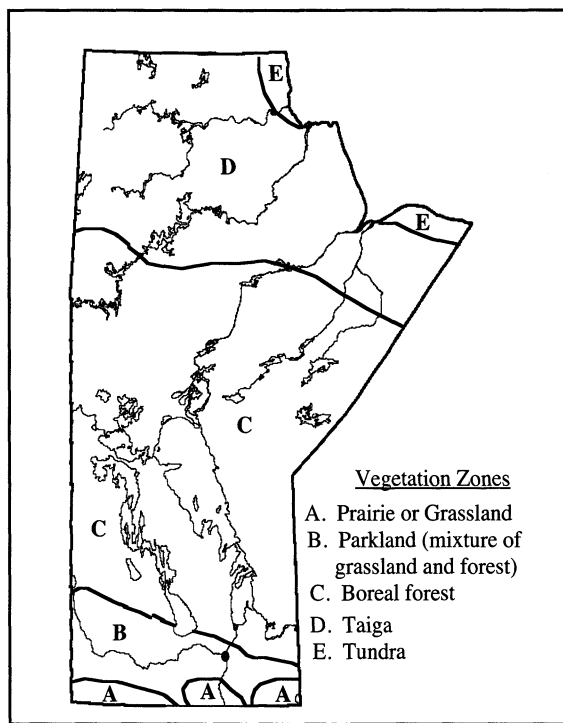 E
D
E
C
C
B
A
A
A
Vegetation Zones
A. Prairie or Grassland
B. Parkland (mixture of
grassland and forest)
C. Boreal forest
D. Taiga
E. Tundra